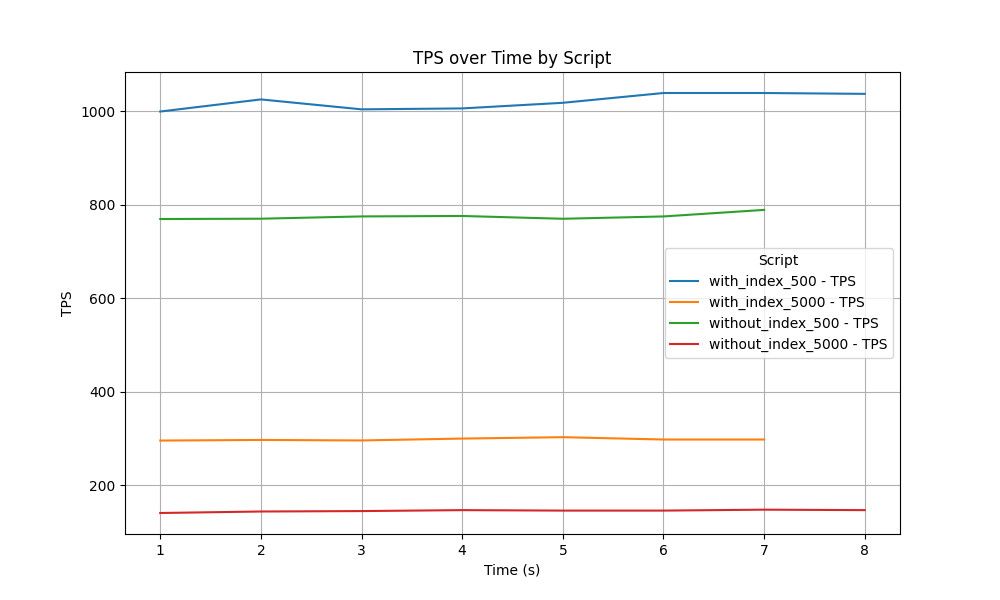 TPS over Time by Script
TPS
1000
800
600
400
200
Script
with_index_500 - TPS
with_index_5000 - TPS
without_index_500 - TPS
without_index_5000 - TPS
1 2 3 4 5 6 7 8
Time (s)